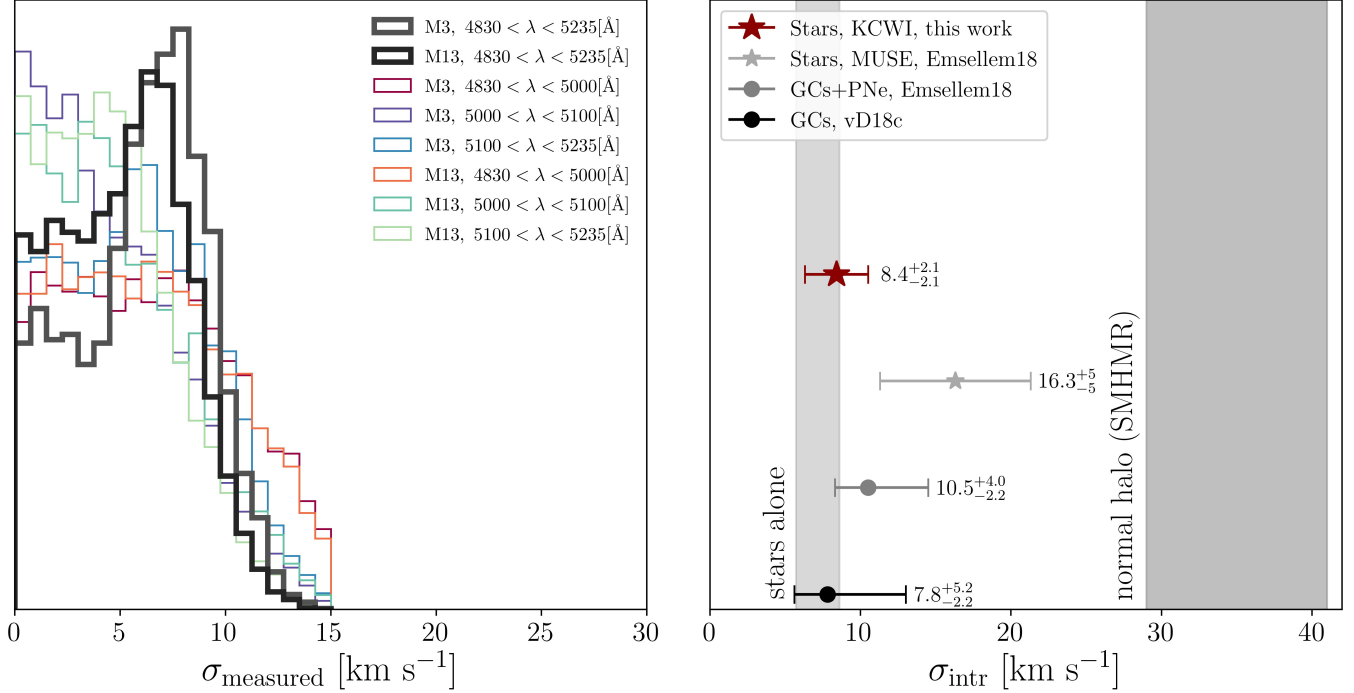 M3, 4830 < λ < 5235[Å]
M13, 4830 < λ < 5235[Å]
M3, 4830 < λ < 5000[Å]
M3, 5000 < λ < 5100[Å]
M3, 5100 < λ < 5235[Å]
M13, 4830 < λ < 5000[Å]
M13, 5000 < λ < 5100[Å]
M13, 5100 < λ < 5235[Å]
0 5 10 15 20 25 30
σ_measured [km s⁻¹]
Stars, KCWI, this work
Stars, MUSE, Emsellem18
GCs+PNe, Emsellem18
GCs, vD18c
8.4^{+2.1}_{-2.1}
16.3^{+5}_{-5}
10.5^{+4.0}_{-2.2}
7.8^{+5.2}_{-2.2}
stars alone
normal halo (SMHMR)
0 10 20 30 40
σ_intr [km s⁻¹]